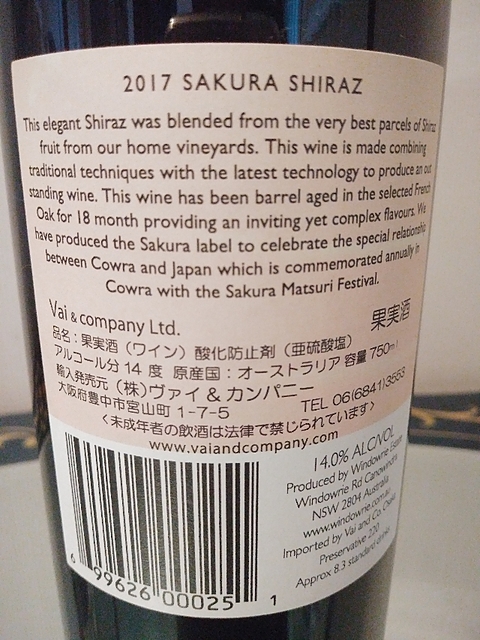 2017 SAKURA SHIRAZ
This elegant Shiraz was blended from the very best parcels of Shiraz
fruit from our home vineyards. This wine is made combining
traditional techniques with the latest technology to produce an out
standing wine. This wine has been barrel aged in the selected French
Oak for 18 month providing an inviting yet complex flavours. We
have produced the Sakura label to celebrate the special relationship
between Cowra and Japan which is commemorated annually in
Cowra with the Sakura Matsuri Festival.
Vai & company Ltd.
果実酒
品名：果実酒（ワイン）酸化防止剤（亜硫酸塩）
アルコール分 14 度 原産国：オーストラリア 容量 750ml
輸入発売元（株）ヴァイ & カンパニー
大阪府豊中市宮山町 1-7-5
TEL 06(6841)3553
<未成年者の飲酒は法律で禁じられています>
www.vaiandcompany.com
14.0% ALC/VOL
Produced by Windowrie Estate
Windowrie Rd Canowindra
NSW 2804 Australia
www.windowrie.com.au
Imported by Vai and Co, Osaka
Preservative 220
Approx 8.3 standard drinks
99626 00025 1